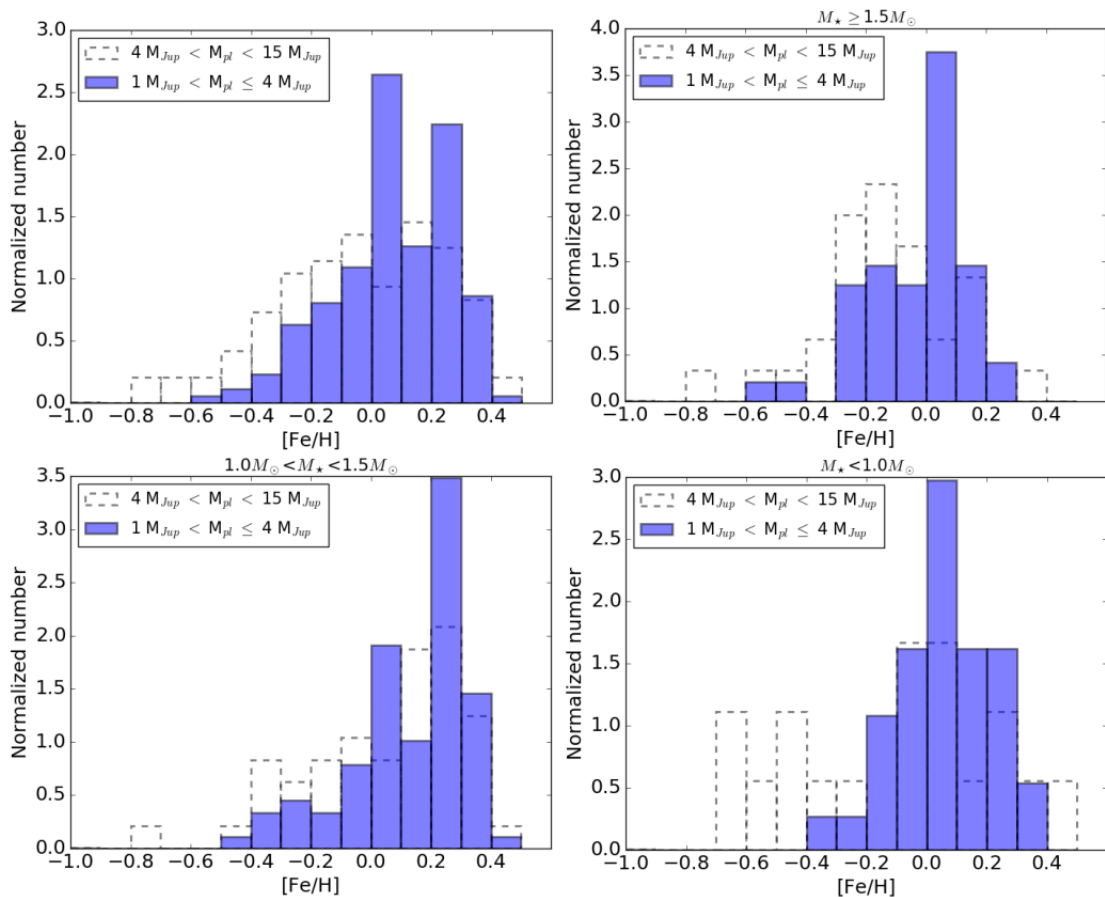 4 M_Jup < M_pl < 15 M_Jup
1 M_Jup < M_pl ≤ 4 M_Jup
Normalized number
3.0
2.5
2.0
1.5
1.0
0.5
0.0
−1.0 −0.8 −0.6 −0.4 −0.2 0.0 0.2 0.4
[Fe/H]
M⋆ ≥ 1.5M⊙
4 M_Jup < M_pl < 15 M_Jup
1 M_Jup < M_pl ≤ 4 M_Jup
Normalized number
4.0
3.5
3.0
2.5
2.0
1.5
1.0
0.5
0.0
−1.0 −0.8 −0.6 −0.4 −0.2 0.0 0.2 0.4
[Fe/H]
1.0M⊙ < M⋆ < 1.5M⊙
4 M_Jup < M_pl < 15 M_Jup
1 M_Jup < M_pl ≤ 4 M_Jup
Normalized number
3.5
3.0
2.5
2.0
1.5
1.0
0.5
0.0
−1.0 −0.8 −0.6 −0.4 −0.2 0.0 0.2 0.4
[Fe/H]
M⋆ < 1.0M⊙
4 M_Jup < M_pl < 15 M_Jup
1 M_Jup < M_pl ≤ 4 M_Jup
Normalized number
3.0
2.5
2.0
1.5
1.0
0.5
0.0
−1.0 −0.8 −0.6 −0.4 −0.2 0.0 0.2 0.4
[Fe/H]